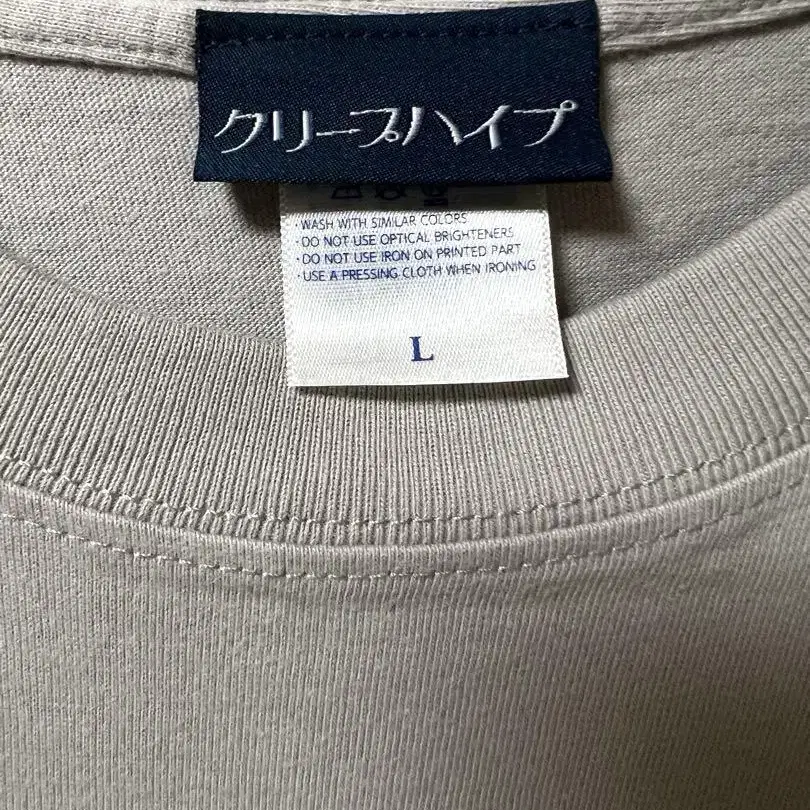 クリープハイプ
・WASH WITH SIMILAR COLORS
・DO NOT USE OPTICAL BRIGHTENERS
・DO NOT USE IRON ON PRINTED PART
・USE A PRESSING CLOTH WHEN IRONING
L